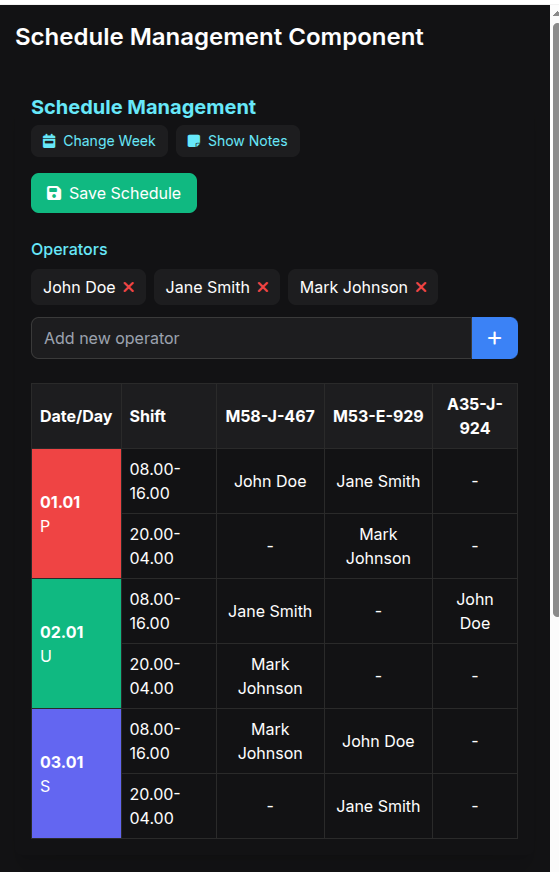 Schedule Management Component
Schedule Management
Change Week Show Notes
Save Schedule
Operators
John Doe × Jane Smith × Mark Johnson ×
Add new operator +
Date/Day Shift M58-J-467 M53-E-929 A35-J-
924
01.01
P
08.00-
16.00
John Doe Jane Smith -
20.00-
04.00
- Mark
Johnson
-
02.01
U
08.00-
16.00
Jane Smith - John
Doe
20.00-
04.00
Mark
Johnson
- -
03.01
S
08.00-
16.00
Mark
Johnson
John Doe -
20.00-
04.00
- Jane Smith -